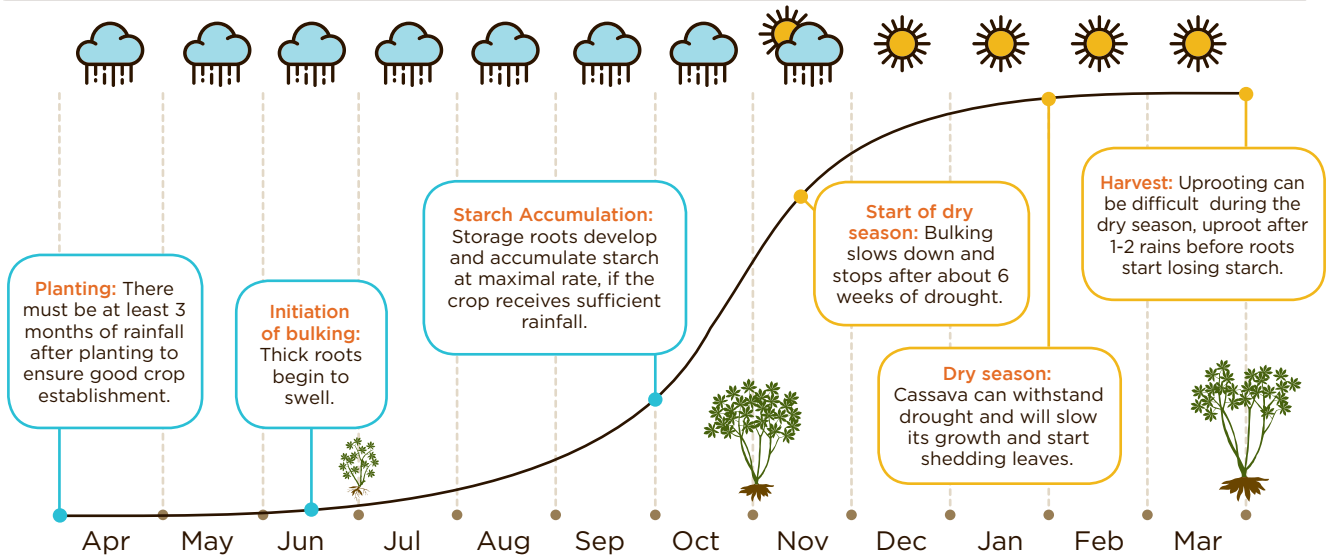 Planting: There
must be at least 3
months of rainfall
after planting to
ensure good crop
establishment.
Initiation
of bulking:
Thick roots
begin to
swell.
Starch Accumulation:
Storage roots develop
and accumulate starch
at maximal rate, if the
crop receives sufficient
rainfall.
Start of dry
season: Bulking
slows down and
stops after about 6
weeks of drought.
Dry season:
Cassava can withstand
drought and will slow
its growth and start
shedding leaves.
Harvest: Uprooting can
be difficult during the
dry season, uproot after
1-2 rains before roots
start losing starch.
Apr May Jun Jul Aug Sep Oct Nov Dec Jan Feb Mar